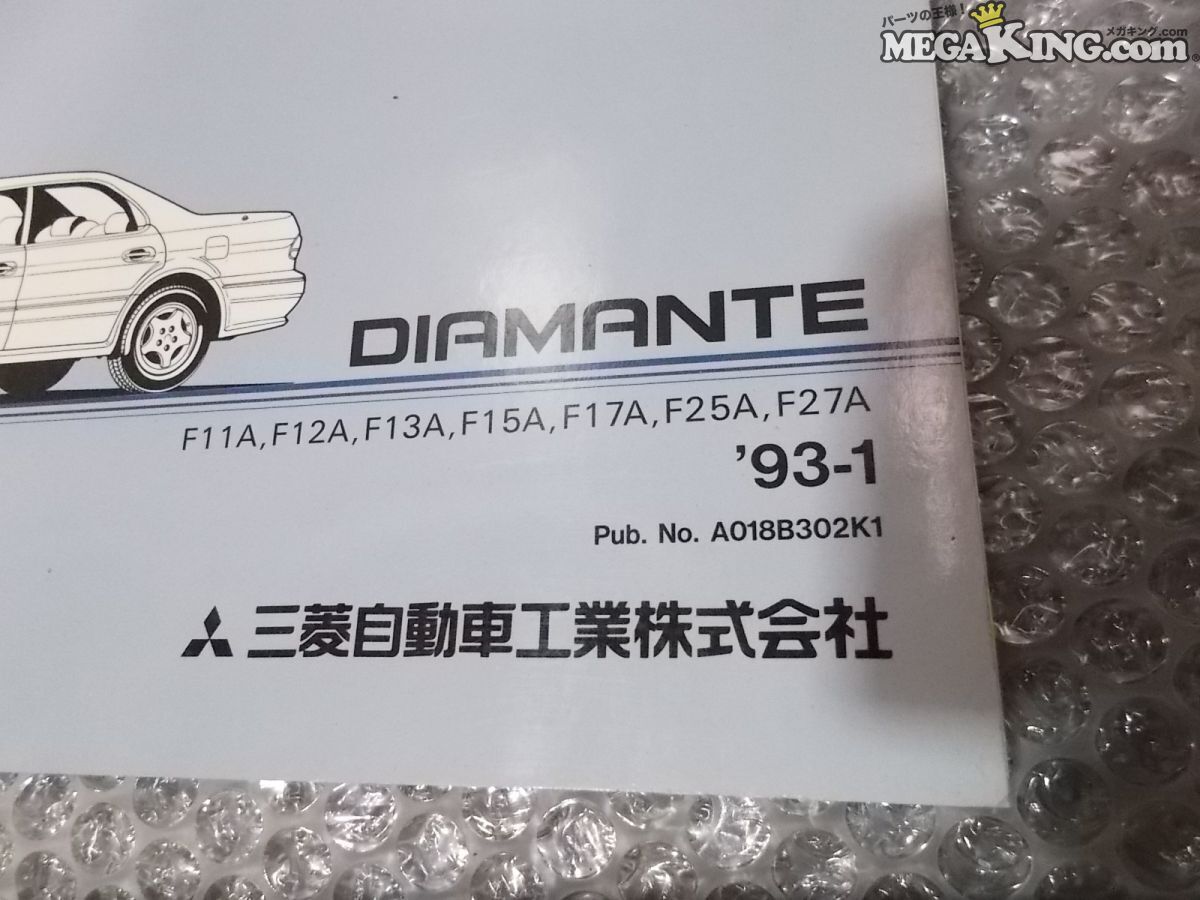 パーツの王様！
メガキング.com
MEGAKING.com®
DIAMANTE
F11A, F12A, F13A, F15A, F17A, F25A, F27A
’93-1
Pub. No. A018B302K1
三菱自動車工業株式会社